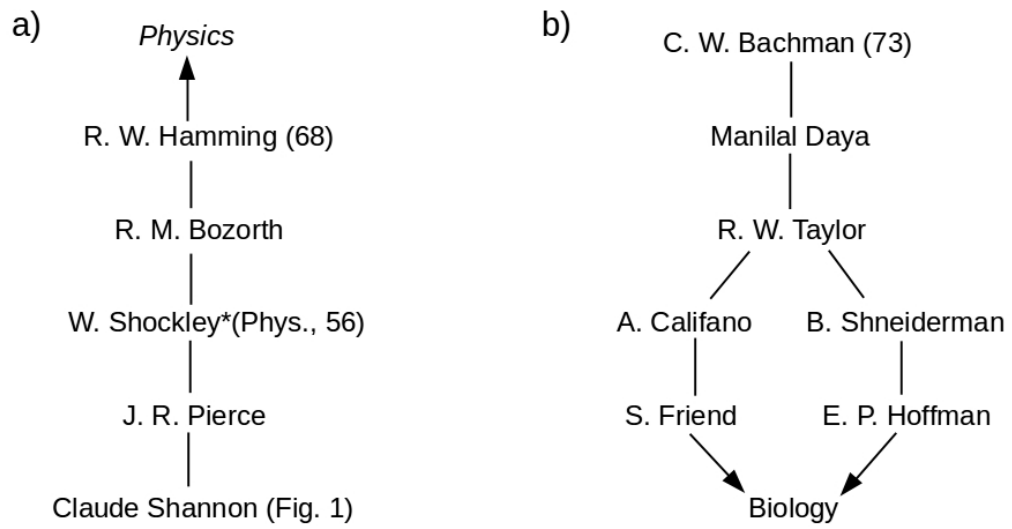 a)
Physics
R. W. Hamming (68)
R. M. Bozorth
W. Shockley*(Phys., 56)
J. R. Pierce
Claude Shannon (Fig. 1)
b)
C. W. Bachman (73)
Manilal Daya
R. W. Taylor
A. Califano B. Shneiderman
S. Friend E. P. Hoffman
Biology